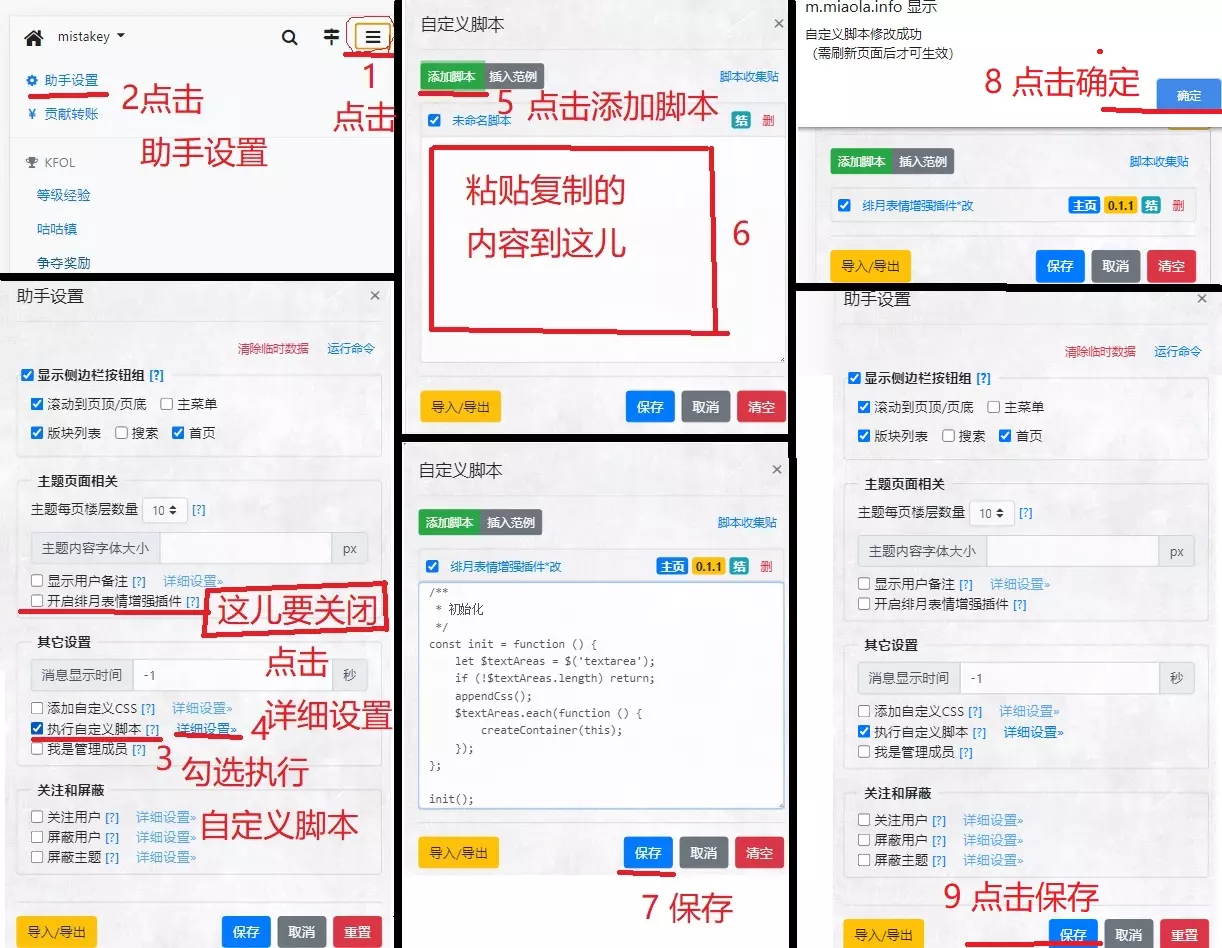 mistakey
助手设置
¥ 贡献转账
KFOL
等级经验
咕咕镇
争夺奖励
1
点击
2点击
助手设置
助手设置
×
清除临时数据 运行命令
显示侧边栏按钮组 [?]
滚动到页顶/页底 主菜单
版块列表 搜索 首页
主题页面相关
主题每页楼层数量 10 [?]
主题内容字体大小 px
显示用户备注 [?] 详细设置»
开启绯月表情增强插件 [?]
这儿要关闭
其它设置
点击
消息显示时间 -1 秒
添加自定义CSS [?] 详细设置»
4详细设置
执行自定义脚本 [?] 详细设置»
我是管理成员 [?]
3 勾选执行
自定义脚本
关注和屏蔽
关注用户 [?] 详细设置»
屏蔽用户 [?] 详细设置»
屏蔽主题 [?] 详细设置»
导入/导出 保存 取消 重置
自定义脚本
×
添加脚本 插入范例 脚本收集贴
5 点击添加脚本
未命名脚本 结 删
粘贴复制的
内容到这儿
6
导入/导出 保存 取消 清空
自定义脚本
×
添加脚本 插入范例 脚本收集贴
绯月表情增强插件*改 主页 0.1.1 结 删
/**
* 初始化
*/
const init = function () {
let $textAreas = $('textarea');
if (!$textAreas.length) return;
appendCss();
$textAreas.each(function () {
createContainer(this);
});
};
init();
导入/导出 保存 取消 清空
7 保存
m.miaola.info 显示
自定义脚本修改成功
（需刷新页面后才可生效）
8 点击确定
确定
添加脚本 插入范例 脚本收集贴
绯月表情增强插件*改 主页 0.1.1 结 删
导入/导出 保存 取消 清空
助手设置
×
清除临时数据 运行命令
显示侧边栏按钮组 [?]
滚动到页顶/页底 主菜单
版块列表 搜索 首页
主题页面相关
主题每页楼层数量 10 [?]
主题内容字体大小 px
显示用户备注 [?] 详细设置»
开启绯月表情增强插件 [?]
其它设置
消息显示时间 -1 秒
添加自定义CSS [?] 详细设置»
执行自定义脚本 [?] 详细设置»
我是管理成员 [?]
关注和屏蔽
关注用户 [?] 详细设置»
屏蔽用户 [?] 详细设置»
屏蔽主题 [?] 详细设置»
9 点击保存
导入/导出 保存 取消 重置